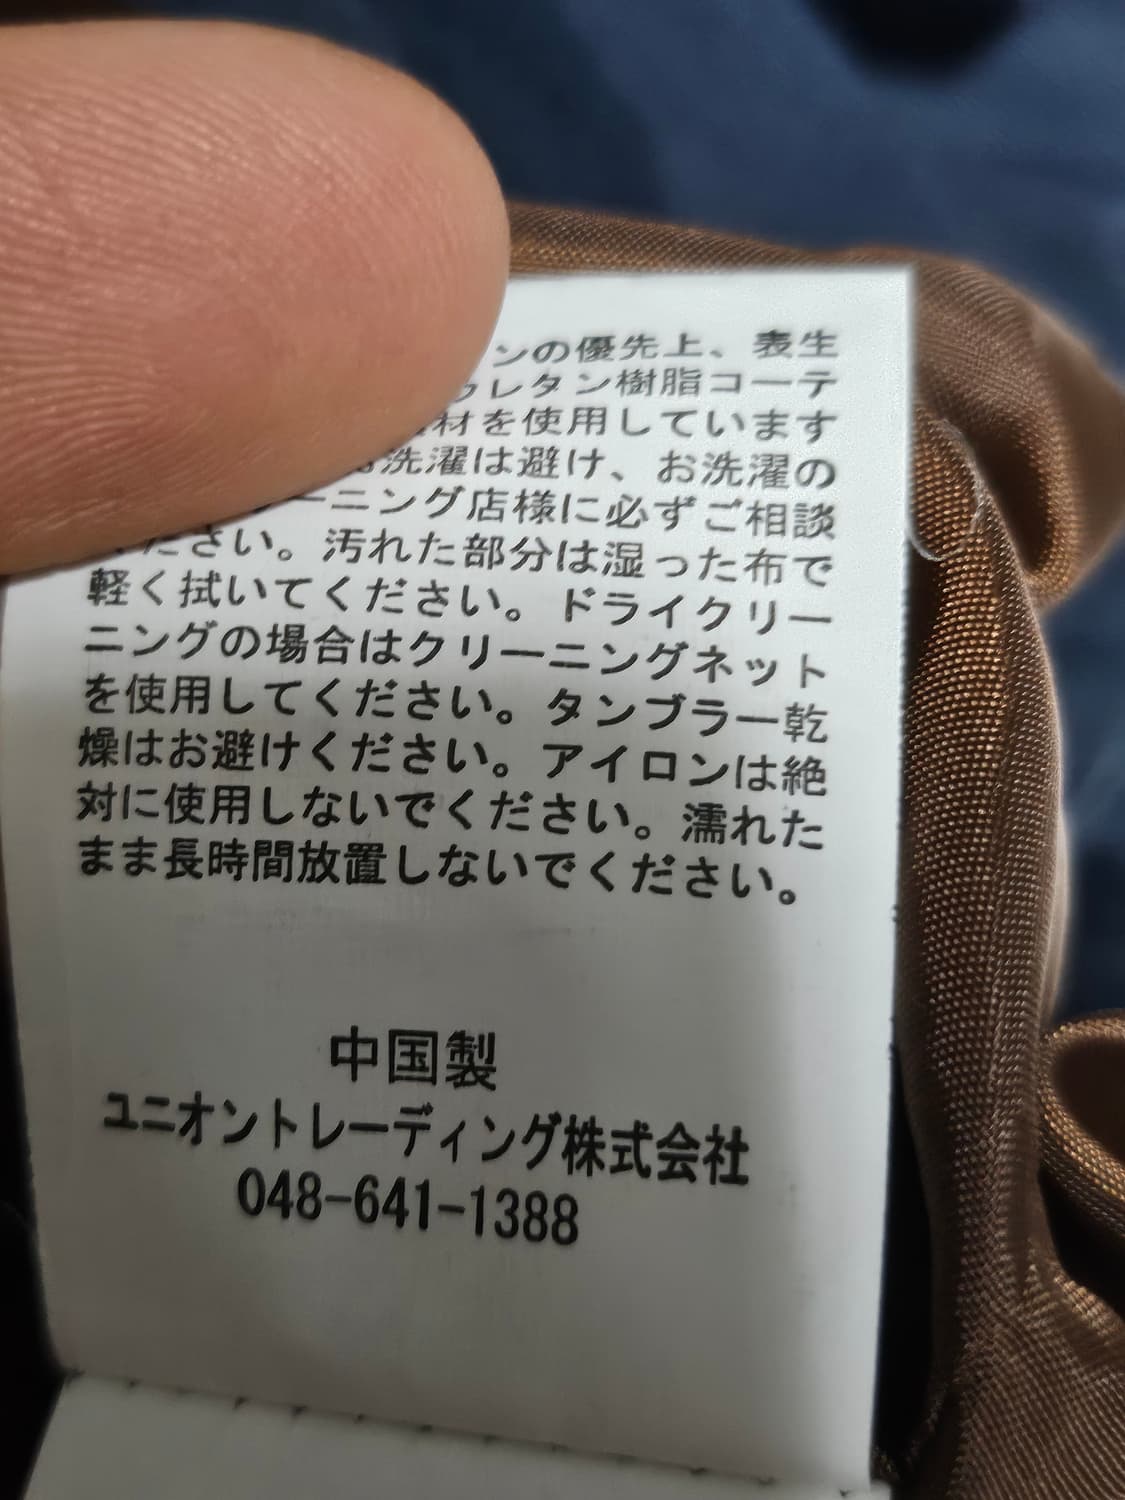 ンの優先上、表生
レタン樹脂コーテ
材を使用しています
洗濯は避け、お洗濯の
ーニング店様に必ずご相談
ください。汚れた部分は湿った布で
軽く拭いてください。ドライクリー
ニングの場合はクリーニングネット
を使用してください。タンブラー乾
燥はお避けください。アイロンは絶
対に使用しないでください。濡れた
まま長時間放置しないでください。
中国製
ユニオントレーディング株式会社
048-641-1388